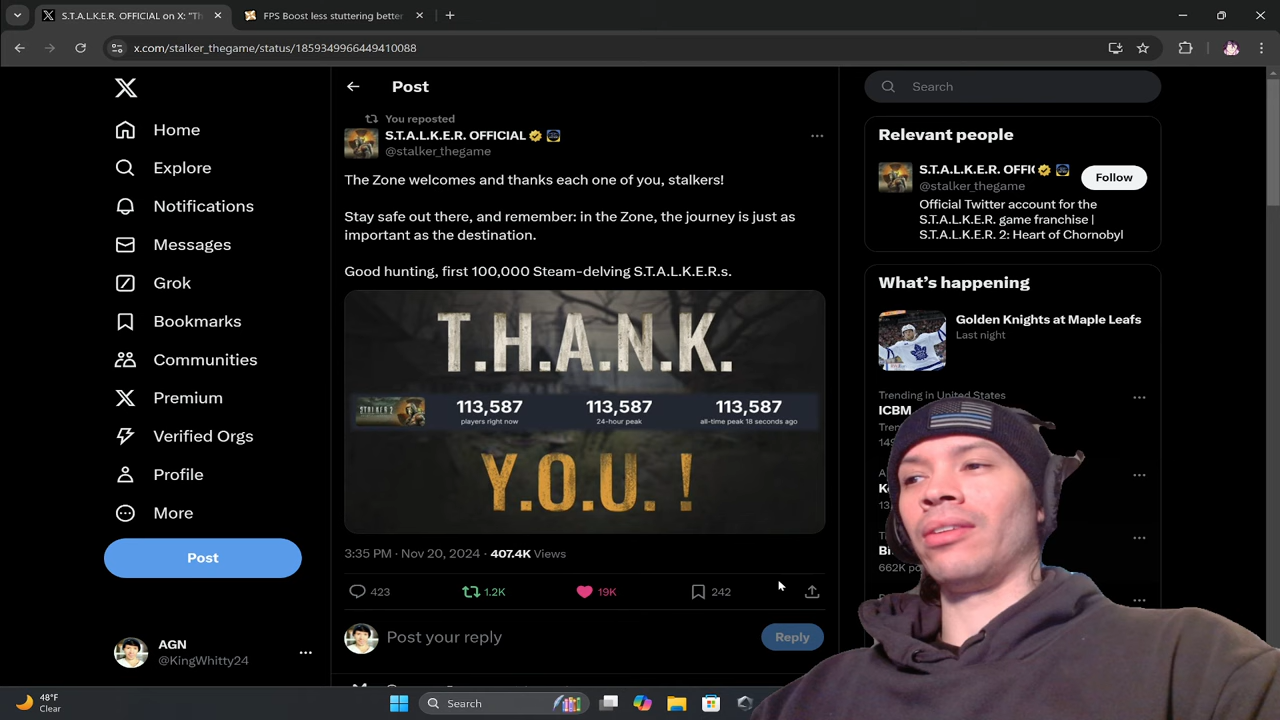 S.T.A.L.K.E.R. OFFICIAL on X: "Th
FPS Boost less stuttering better
x.com/stalker_thegame/status/1859349966449410088
Home
Explore
Notifications
Messages
Grok
Bookmarks
Communities
Premium
Verified Orgs
Profile
More
Post
AGN
@KingWhitty24
Post
You reposted
S.T.A.L.K.E.R. OFFICIAL
@stalker_thegame
The Zone welcomes and thanks each one of you, stalkers!
Stay safe out there, and remember: in the Zone, the journey is just as
important as the destination.
Good hunting, first 100,000 Steam-delving S.T.A.L.K.E.R.s.
T.H.A.N.K.
STALKER 2
113,587 113,587 113,587
players right now 24-hour peak all-time peak 18 seconds ago
Y.O.U. !
3:35 PM · Nov 20, 2024 · 407.4K Views
423 1.2K 19K 242
Post your reply
Reply
Search
Relevant people
S.T.A.L.K.E.R. OFFI
@stalker_thegame
Follow
Official Twitter account for the
S.T.A.L.K.E.R. game franchise |
S.T.A.L.K.E.R. 2: Heart of Chornobyl
What's happening
Golden Knights at Maple Leafs
Last night
Trending in United States
ICBM
48°F
Clear
Search